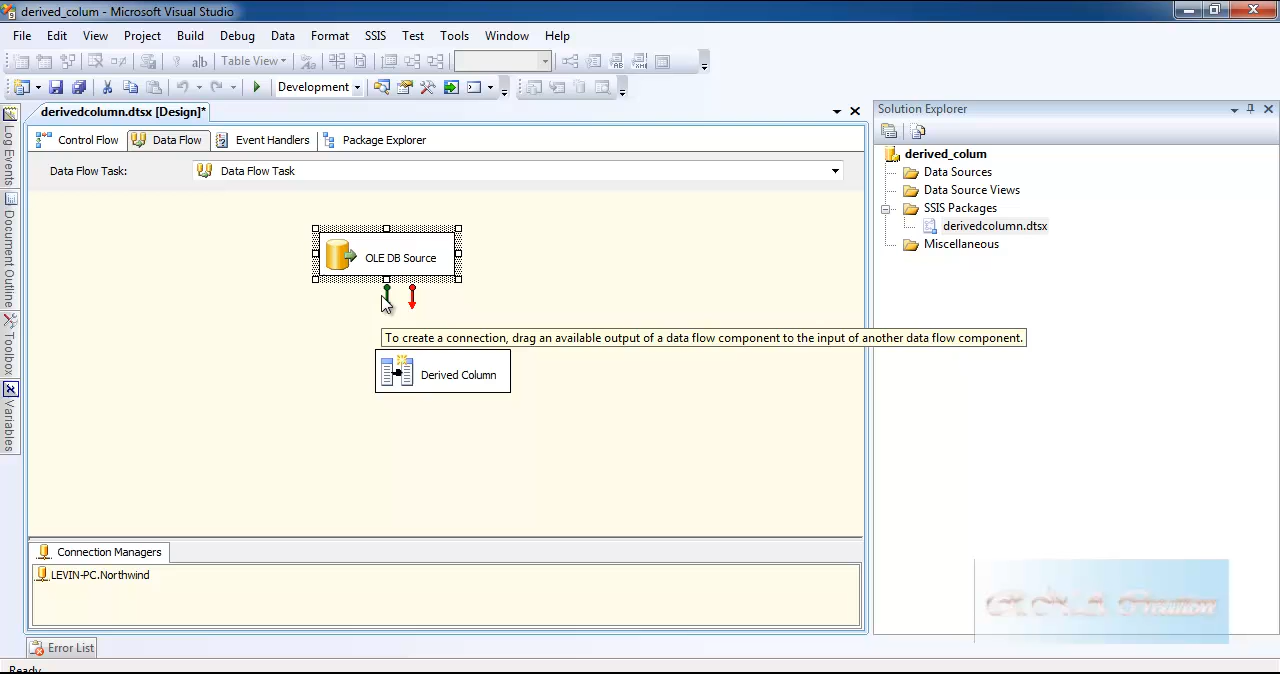 derived_colum - Microsoft Visual Studio
File Edit View Project Build Debug Data Format SSIS Test Tools Window Help
Table View
Development
derivedcolumn.dtsx [Design]*
Control Flow Data Flow Event Handlers Package Explorer
Data Flow Task: Data Flow Task
OLE DB Source
To create a connection, drag an available output of a data flow component to the input of another data flow component.
Derived Column
Connection Managers
LEVIN-PC.Northwind
Error List
Ready
Log Events
Document Outline
Toolbox
Variables
Solution Explorer
derived_colum
Data Sources
Data Source Views
SSIS Packages
derivedcolumn.dtsx
Miscellaneous